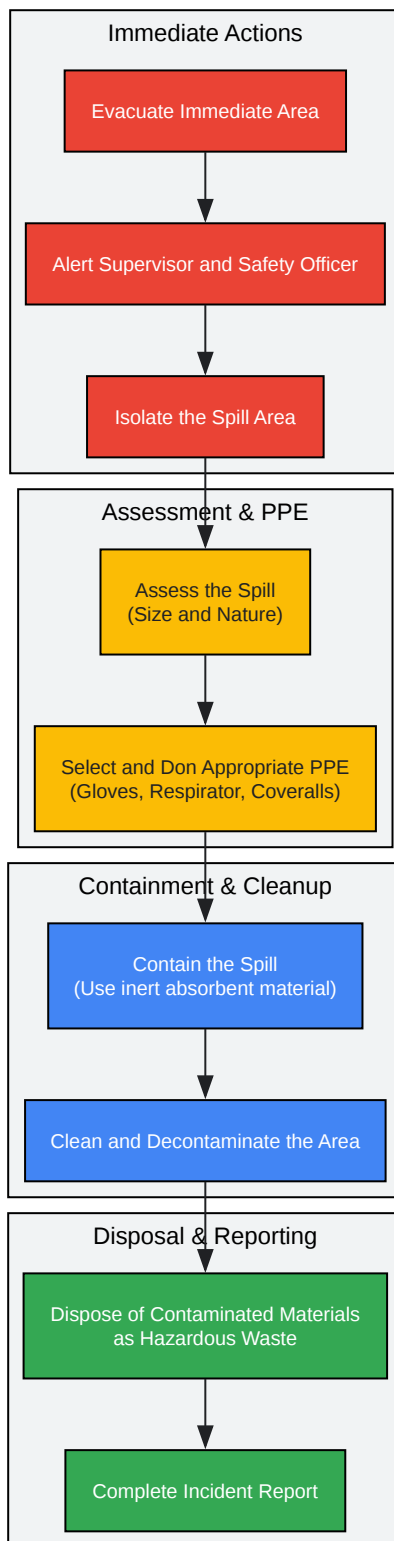 Immediate Actions
Evacuate Immediate Area
Alert Supervisor and Safety Officer
Isolate the Spill Area
Assessment & PPE
Assess the Spill
(Size and Nature)
Select and Don Appropriate PPE
(Gloves, Respirator, Coveralls)
Containment & Cleanup
Contain the Spill
(Use inert absorbent material)
Clean and Decontaminate the Area
Disposal & Reporting
Dispose of Contaminated Materials
as Hazardous Waste
Complete Incident Report